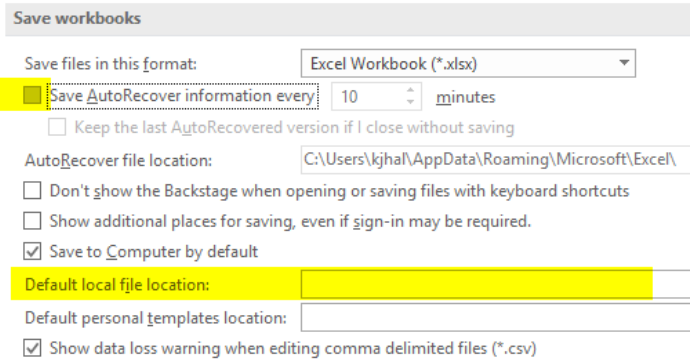 Save workbooks
Save files in this format: Excel Workbook (*.xlsx)
Save AutoRecover information every 10 minutes
Keep the last AutoRecovered version if I close without saving
AutoRecover file location: C:\Users\kjhal\AppData\Roaming\Microsoft\Excel\
Don't show the Backstage when opening or saving files with keyboard shortcuts
Show additional places for saving, even if sign-in may be required.
Save to Computer by default
Default local file location:
Default personal templates location:
Show data loss warning when editing comma delimited files (*.csv)